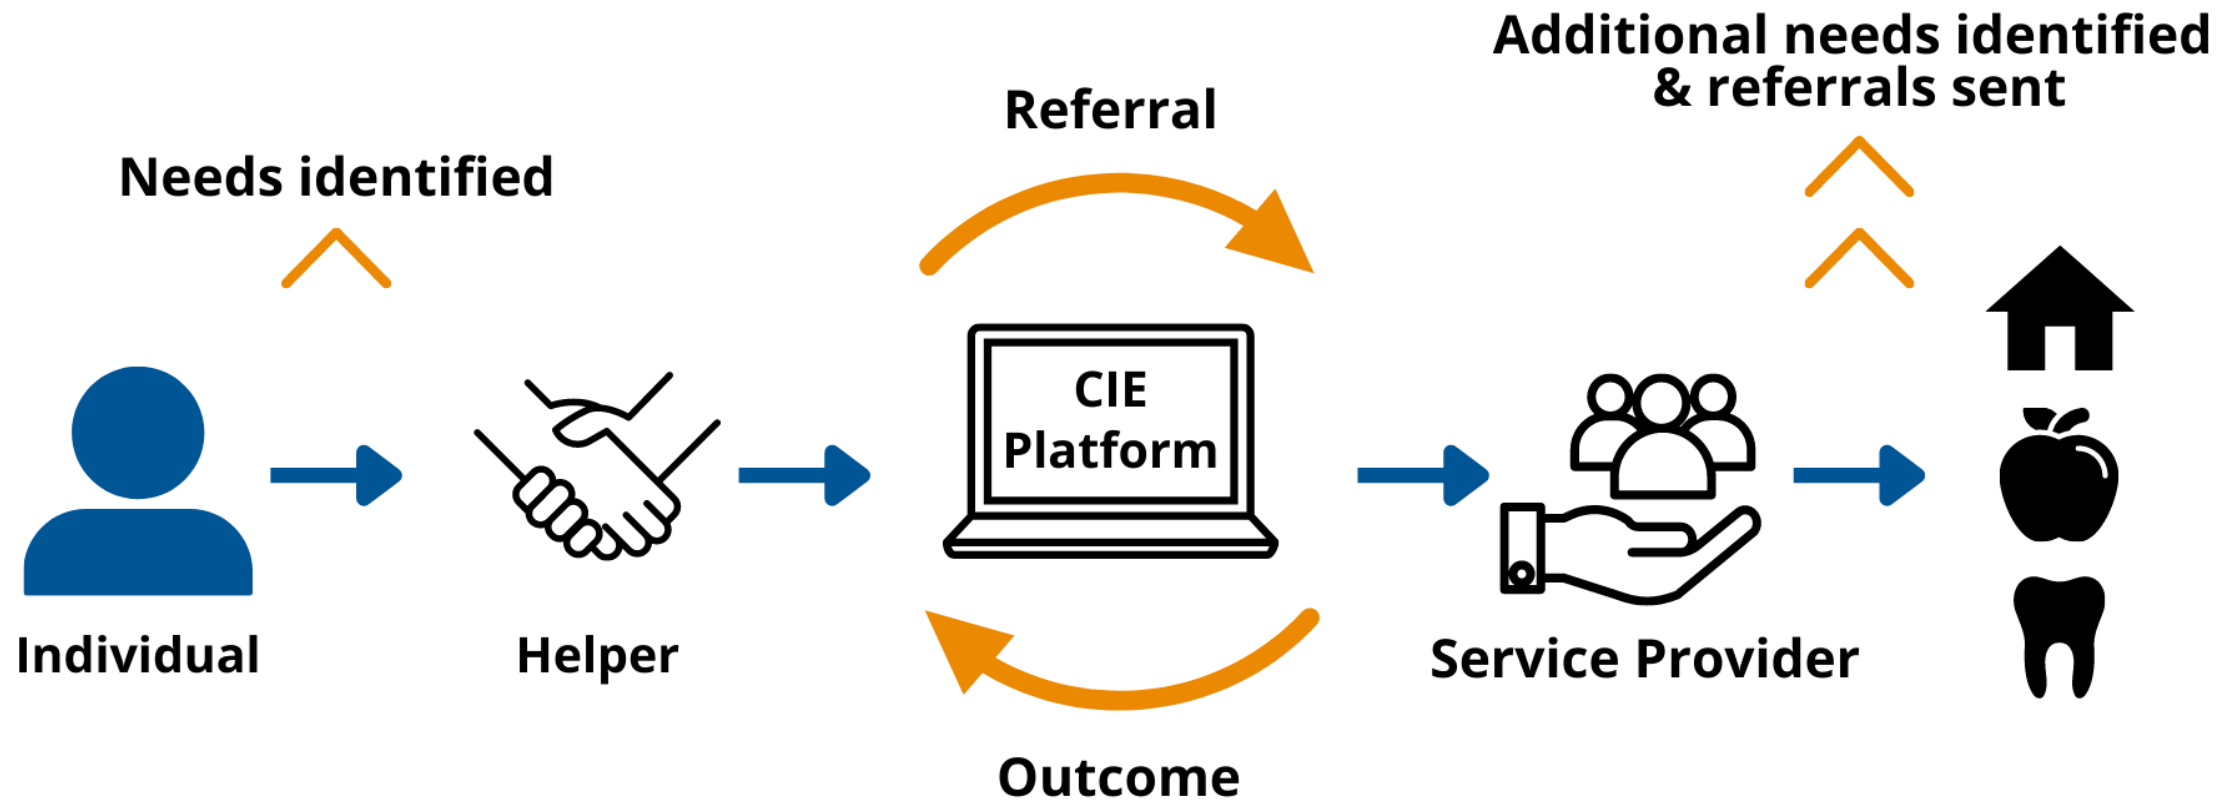 Needs identified
Referral
Additional needs identified
& referrals sent
CIE
Platform
Individual
Helper
Service Provider
Outcome